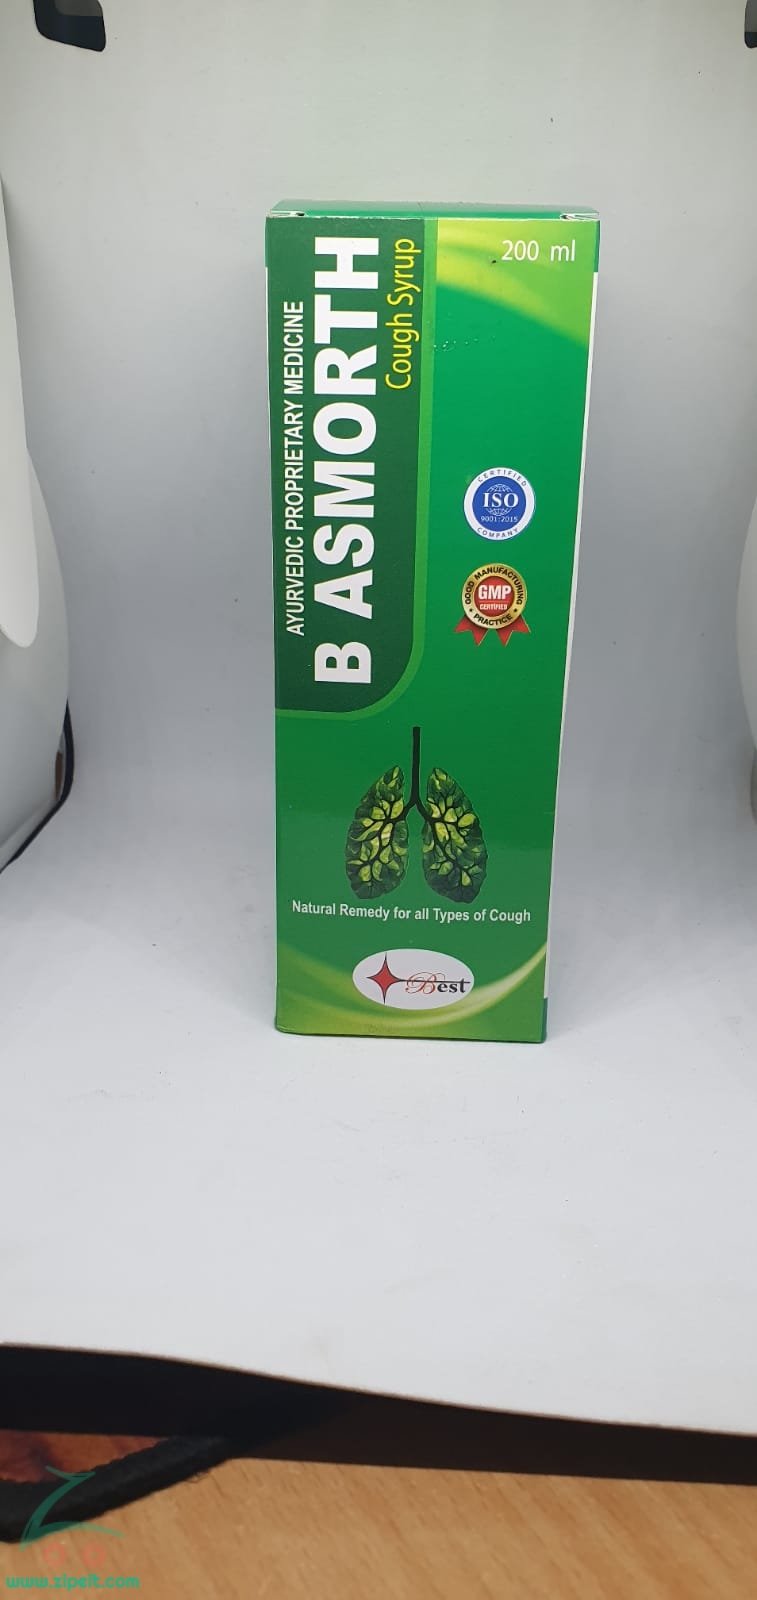 AYURVEDIC PROPRIETARY MEDICINE
B ASMORTH
Cough Syrup
200 ml
CERTIFIED
ISO
9001:2015
COMPANY
GOOD MANUFACTURING
GMP
CERTIFIED
PRACTICE
Natural Remedy for all Types of Cough
Best
www.zipelt.com